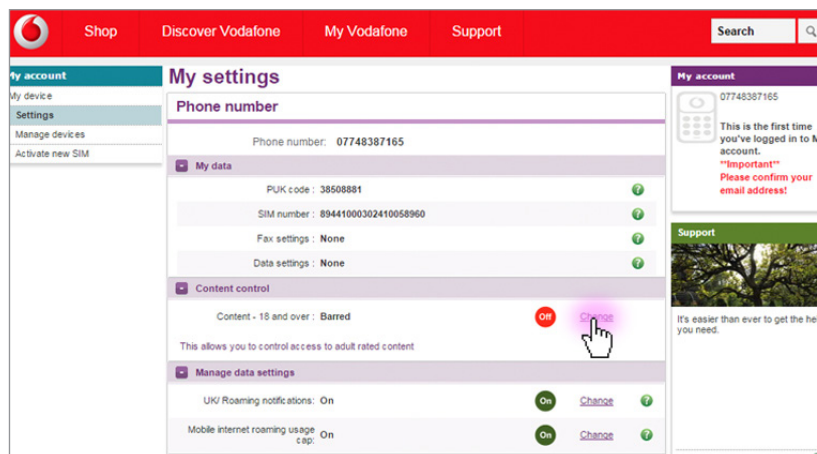 Shop Discover Vodafone My Vodafone Support Search
My account
My device
Settings
Manage devices
Activate new SIM
My settings
Phone number
Phone number: 07748387165
My data
PUK code : 38508881 ?
SIM number : 89441000302410058960 ?
Fax settings : None ?
Data settings : None ?
Content control
Content - 18 and over : Barred Off Change
This allows you to control access to adult rated content
Manage data settings
UK/ Roaming notifications: On On Change ?
Mobile internet roaming usage
cap: On On Change ?
My account
07748387165
This is the first time
you've logged in to M
account.
**Important**
Please confirm your
email address!
Support
It's easier than ever to get the hel
you need.